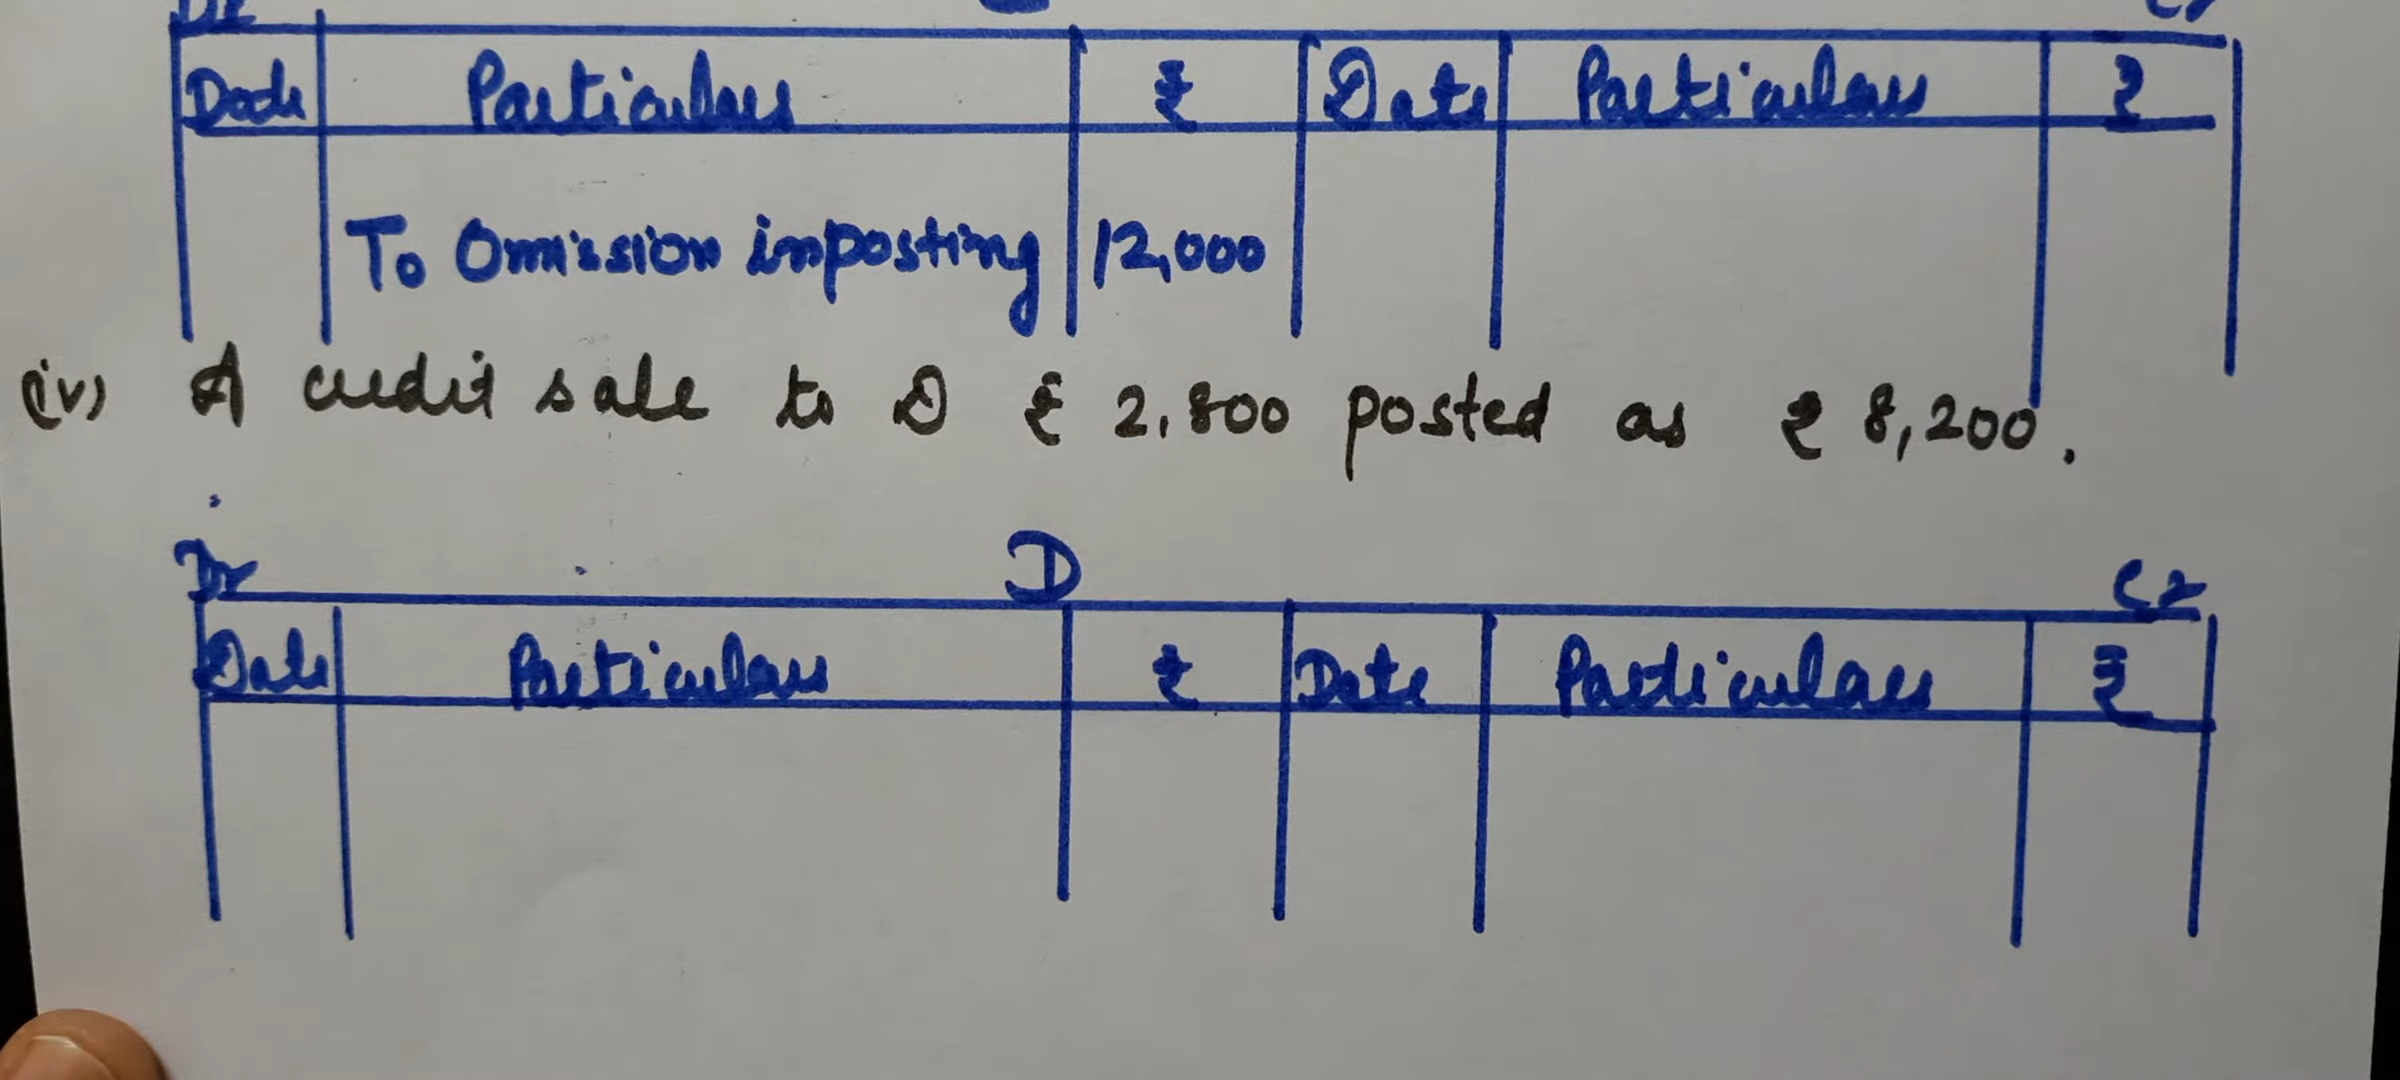 Dr Cr
Date Particulars ₹ Date Particulars ₹
To Omission in posting 12,000
(iv) A credit sale to D ₹ 2,800 posted as ₹ 8,200.
Dr D Cr
Date Particulars ₹ Date Particulars ₹